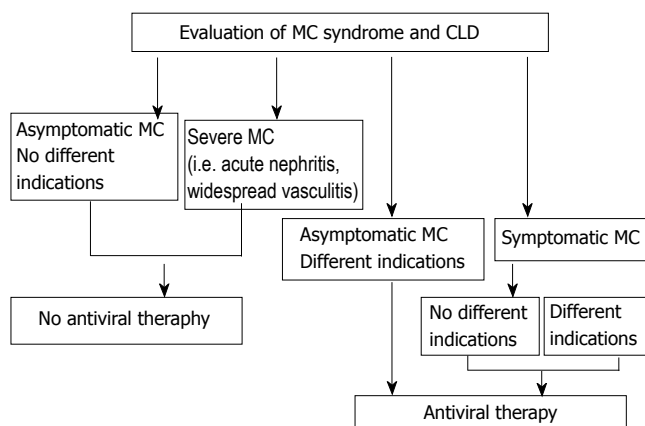 Evaluation of MC syndrome and CLD
Asymptomatic MC
No different
indications
Severe MC
(i.e. acute nephritis,
widespread vasculitis)
Asymptomatic MC
Different indications
Symptomatic MC
No antiviral theraphy
No different
indications
Different
indications
Antiviral therapy